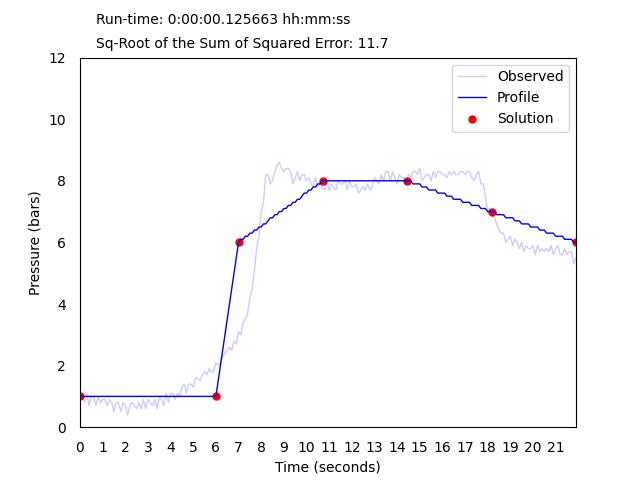 Run-time: 0:00:00.125663 hh:mm:ss
Sq-Root of the Sum of Squared Error: 11.7
12
10
8
6
4
2
0
Pressure (bars)
Observed
Profile
Solution
0 1 2 3 4 5 6 7 8 9 10 11 12 13 14 15 16 17 18 19 20 21
Time (seconds)